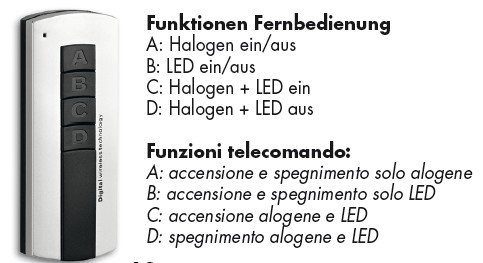 A
B
C
D
Digital wireless technology
Funktionen Fernbedienung
A: Halogen ein/aus
B: LED ein/aus
C: Halogen + LED ein
D: Halogen + LED aus
Funzioni telecomando:
A: accensione e spegnimento solo alogene
B: accensione e spegnimento solo LED
C: accensione alogene e LED
D: spegnimento alogene e LED